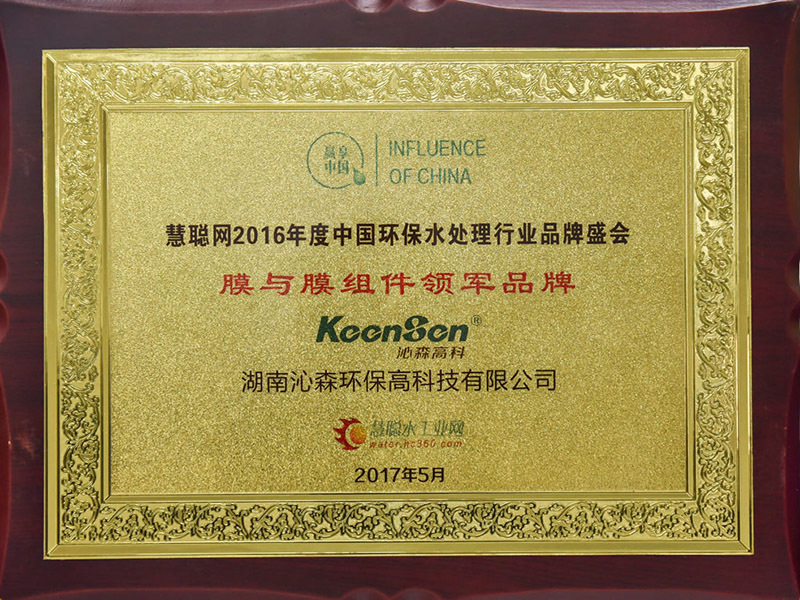 赢享
中国
INFLUENCE
OF CHINA
慧聪网2016年度中国环保水处理行业品牌盛会
膜与膜组件领军品牌
KeenSen®
沁森高科
湖南沁森环保高科技有限公司
慧聪水工业网
water.hc360.com
2017年5月